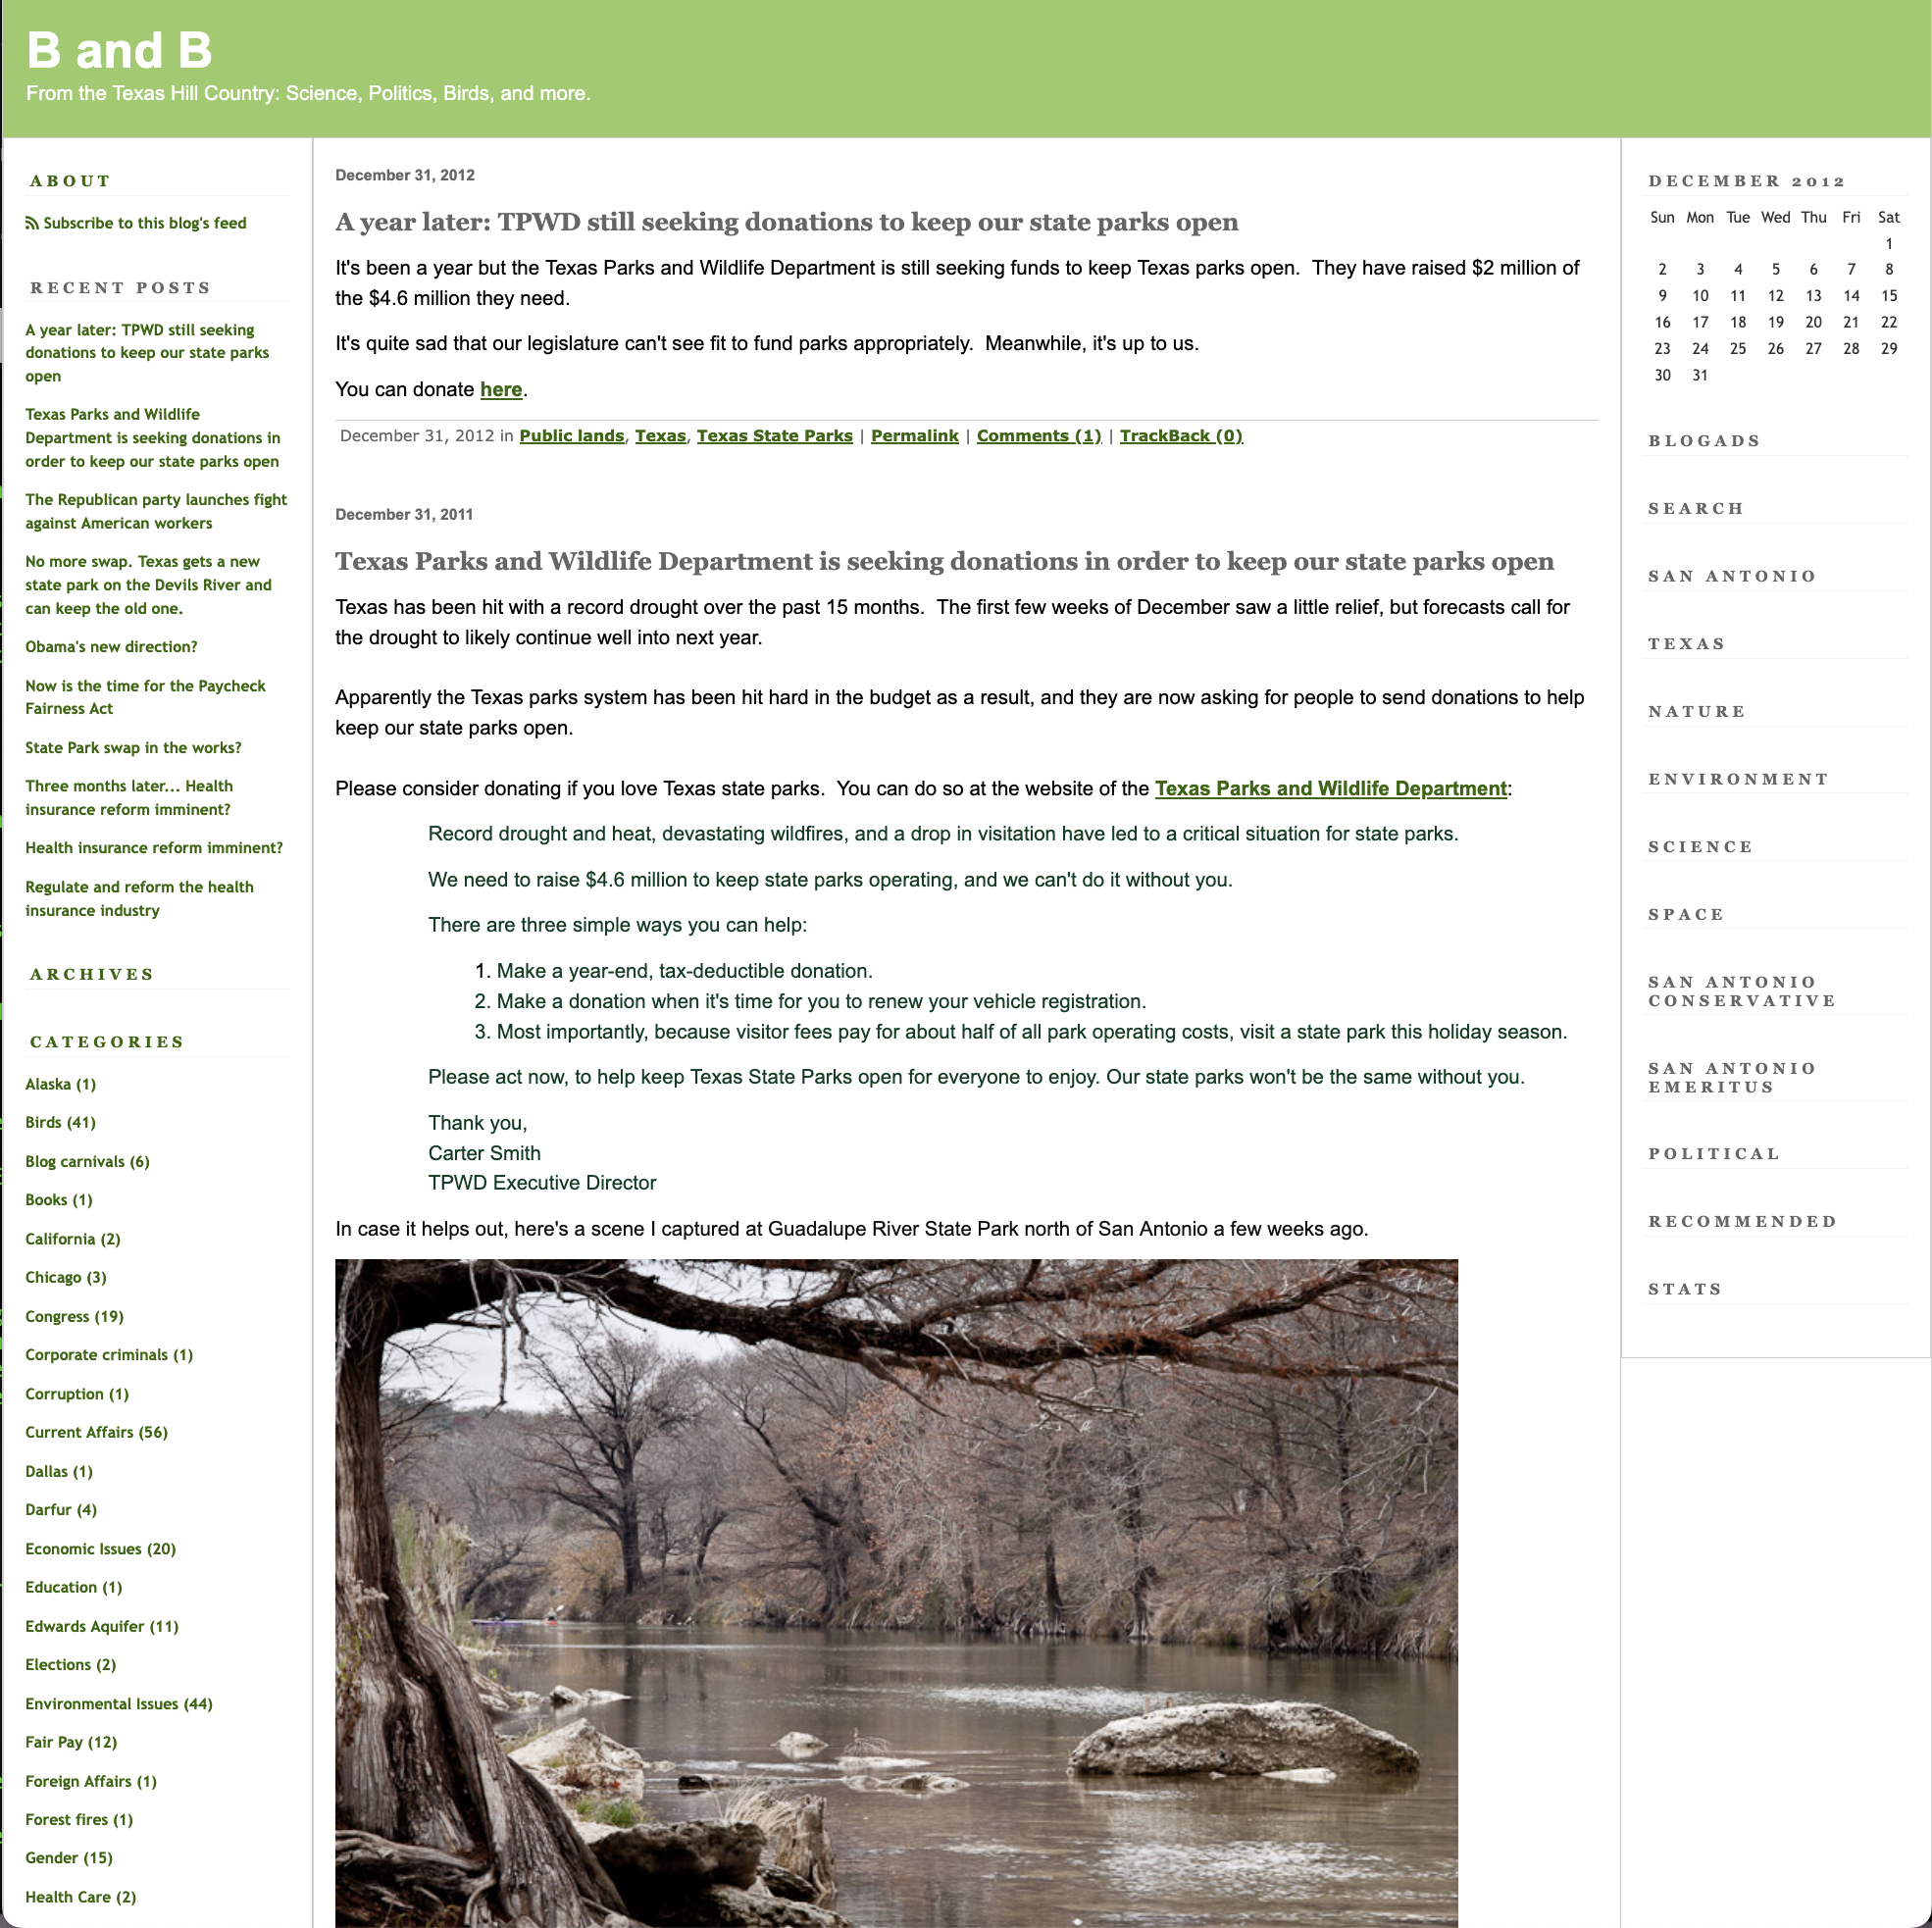 B and B
From the Texas Hill Country: Science, Politics, Birds, and more.
ABOUT
Subscribe to this blog's feed
RECENT POSTS
A year later: TPWD still seeking
donations to keep our state parks
open
Texas Parks and Wildlife
Department is seeking donations in
order to keep our state parks open
The Republican party launches fight
against American workers
No more swap. Texas gets a new
state park on the Devils River and
can keep the old one.
Obama's new direction?
Now is the time for the Paycheck
Fairness Act
State Park swap in the works?
Three months later... Health
insurance reform imminent?
Health insurance reform imminent?
Regulate and reform the health
insurance industry
ARCHIVES
CATEGORIES
Alaska (1)
Birds (41)
Blog carnivals (6)
Books (1)
California (2)
Chicago (3)
Congress (19)
Corporate criminals (1)
Corruption (1)
Current Affairs (56)
Dallas (1)
Darfur (4)
Economic Issues (20)
Education (1)
Edwards Aquifer (11)
Elections (2)
Environmental Issues (44)
Fair Pay (12)
Foreign Affairs (1)
Forest fires (1)
Gender (15)
Health Care (2)
December 31, 2012
A year later: TPWD still seeking donations to keep our state parks open
It's been a year but the Texas Parks and Wildlife Department is still seeking funds to keep Texas parks open.  They have raised $2 million of
the $4.6 million they need.
It's quite sad that our legislature can't see fit to fund parks appropriately.  Meanwhile, it's up to us.
You can donate here.
December 31, 2012 in Public lands, Texas, Texas State Parks | Permalink | Comments (1) | TrackBack (0)
December 31, 2011
Texas Parks and Wildlife Department is seeking donations in order to keep our state parks open
Texas has been hit with a record drought over the past 15 months.  The first few weeks of December saw a little relief, but forecasts call for
the drought to likely continue well into next year.
Apparently the Texas parks system has been hit hard in the budget as a result, and they are now asking for people to send donations to help
keep our state parks open.
Please consider donating if you love Texas state parks.  You can do so at the website of the Texas Parks and Wildlife Department:
Record drought and heat, devastating wildfires, and a drop in visitation have led to a critical situation for state parks.
We need to raise $4.6 million to keep state parks operating, and we can't do it without you.
There are three simple ways you can help:
1. Make a year-end, tax-deductible donation.
2. Make a donation when it's time for you to renew your vehicle registration.
3. Most importantly, because visitor fees pay for about half of all park operating costs, visit a state park this holiday season.
Please act now, to help keep Texas State Parks open for everyone to enjoy. Our state parks won't be the same without you.
Thank you,
Carter Smith
TPWD Executive Director
In case it helps out, here's a scene I captured at Guadalupe River State Park north of San Antonio a few weeks ago.
DECEMBER 2012
Sun Mon Tue Wed Thu Fri Sat
1
2 3 4 5 6 7 8
9 10 11 12 13 14 15
16 17 18 19 20 21 22
23 24 25 26 27 28 29
30 31
BLOGADS
SEARCH
SAN ANTONIO
TEXAS
NATURE
ENVIRONMENT
SCIENCE
SPACE
SAN ANTONIO
CONSERVATIVE
SAN ANTONIO
EMERITUS
POLITICAL
RECOMMENDED
STATS